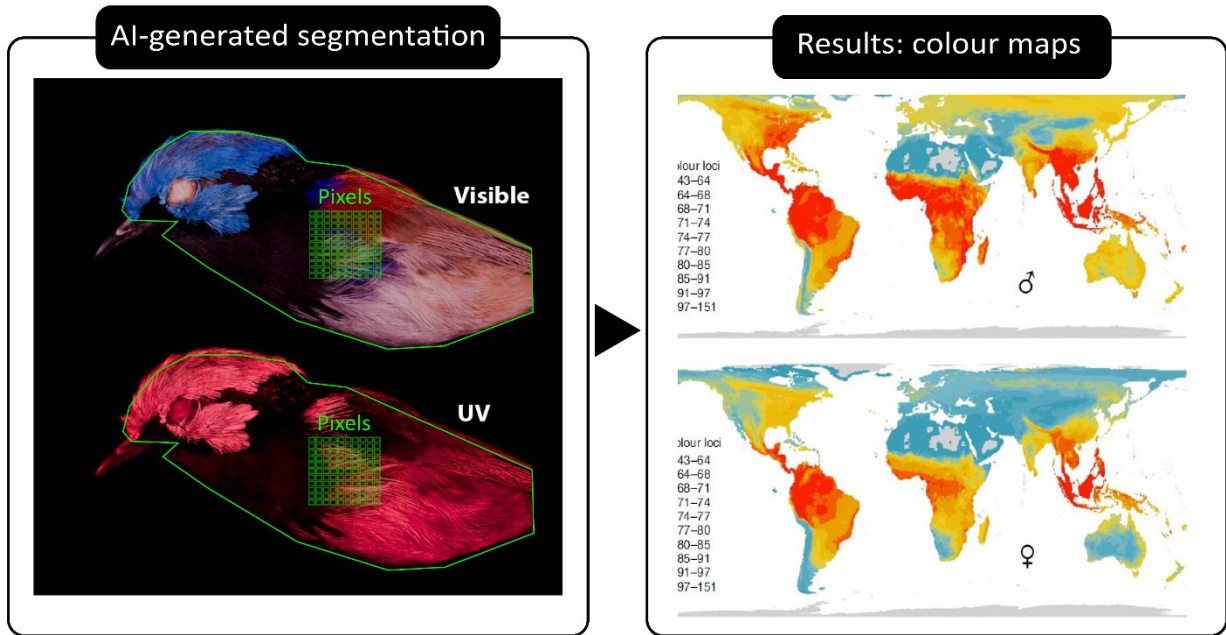 AI-generated segmentation
Visible
Pixels
UV
Pixels
Results: colour maps
olour loci
43–64
64–68
68–71
71–74
74–77
77–80
80–85
85–91
91–97
97–151
♂
olour loci
43–64
64–68
68–71
71–74
74–77
77–80
80–85
85–91
91–97
97–151
♀